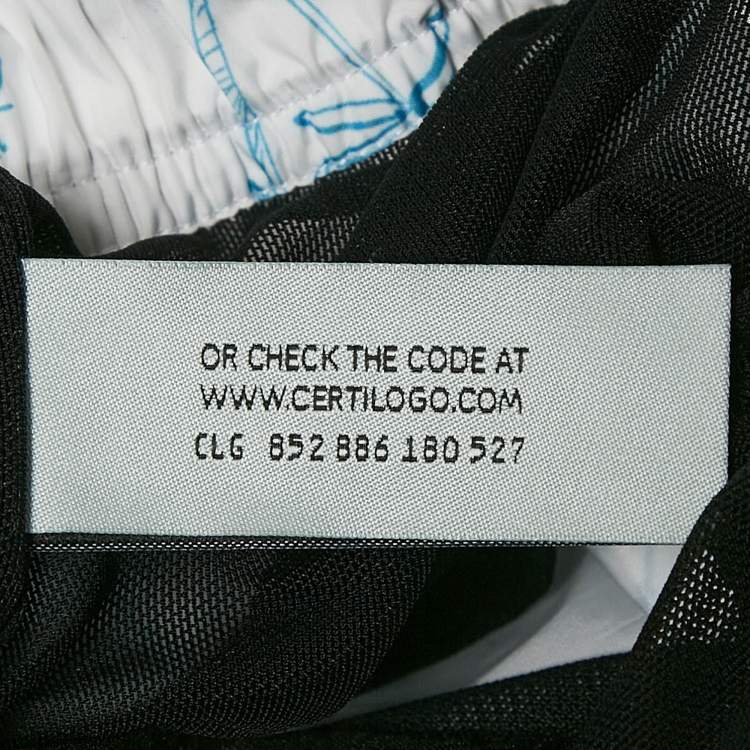 OR CHECK THE CODE AT
WWW.CERTILOGO.COM
CLG 852 886 180 527